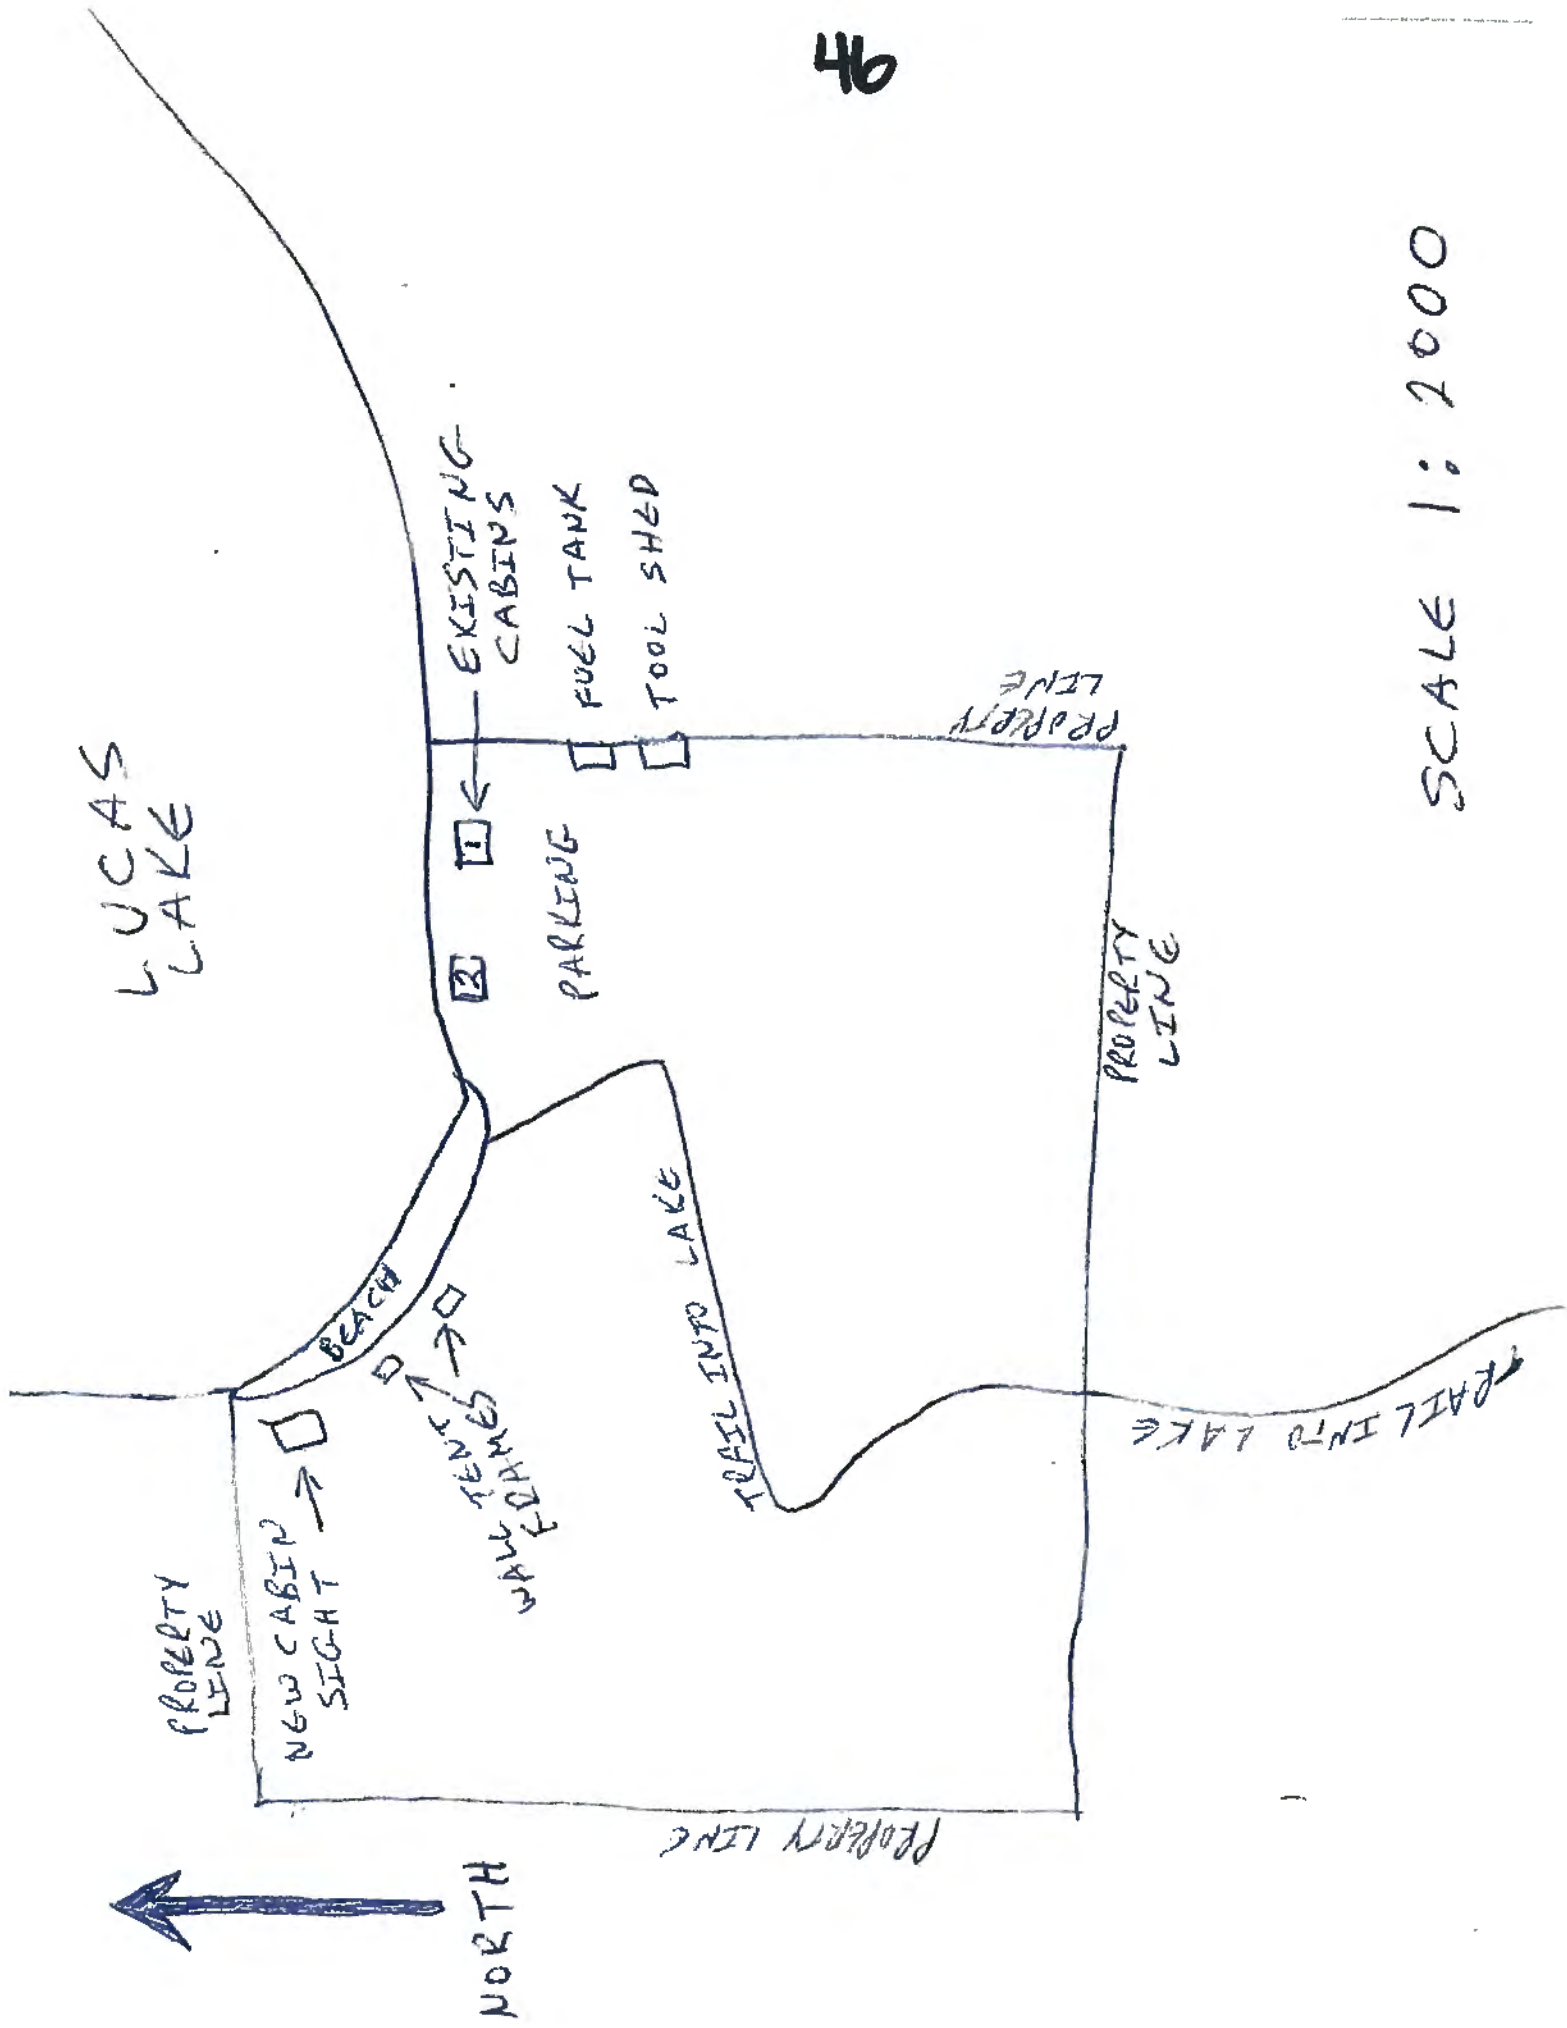 46
LUCAS
LAKE
EXISTING
CABINS
FUEL TANK
TOOL SHED
1
2
PARKING
PROPERTY
LINE
PROPERTY
LINE
BEACH
WALL TENT
FRAMES
NEW CABIN
SIGHT
PROPERTY
LINE
TRAIL INTO LAKE
TRAIL INTO LAKE
PROPERTY LINE
NORTH
SCALE 1:2000